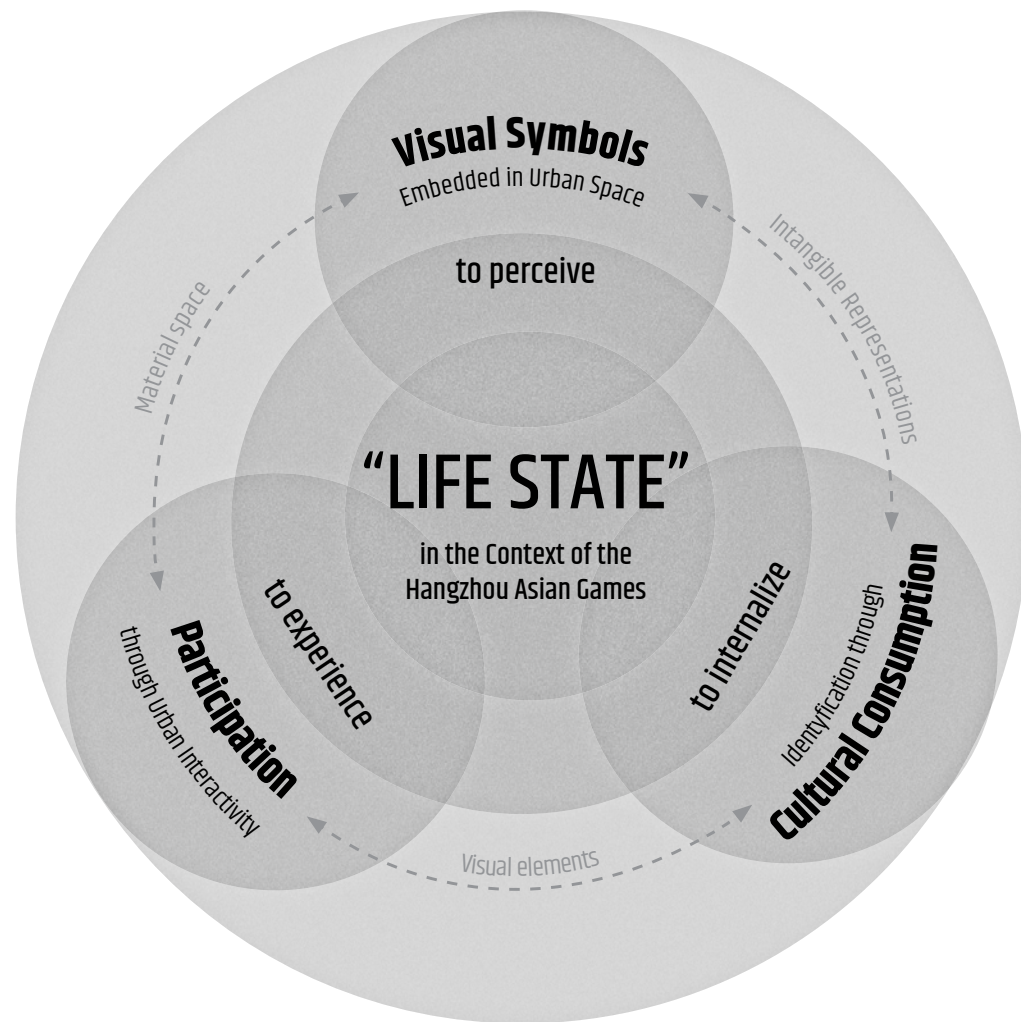 Visual Symbols
Embedded in Urban Space
to perceive
Material space
Intangible Representations
“LIFE STATE”
in the Context of the
Hangzhou Asian Games
to experience
Participation
through Urban Interactivity
to internalize
Identyfication through
Cultural Consumption
Visual elements